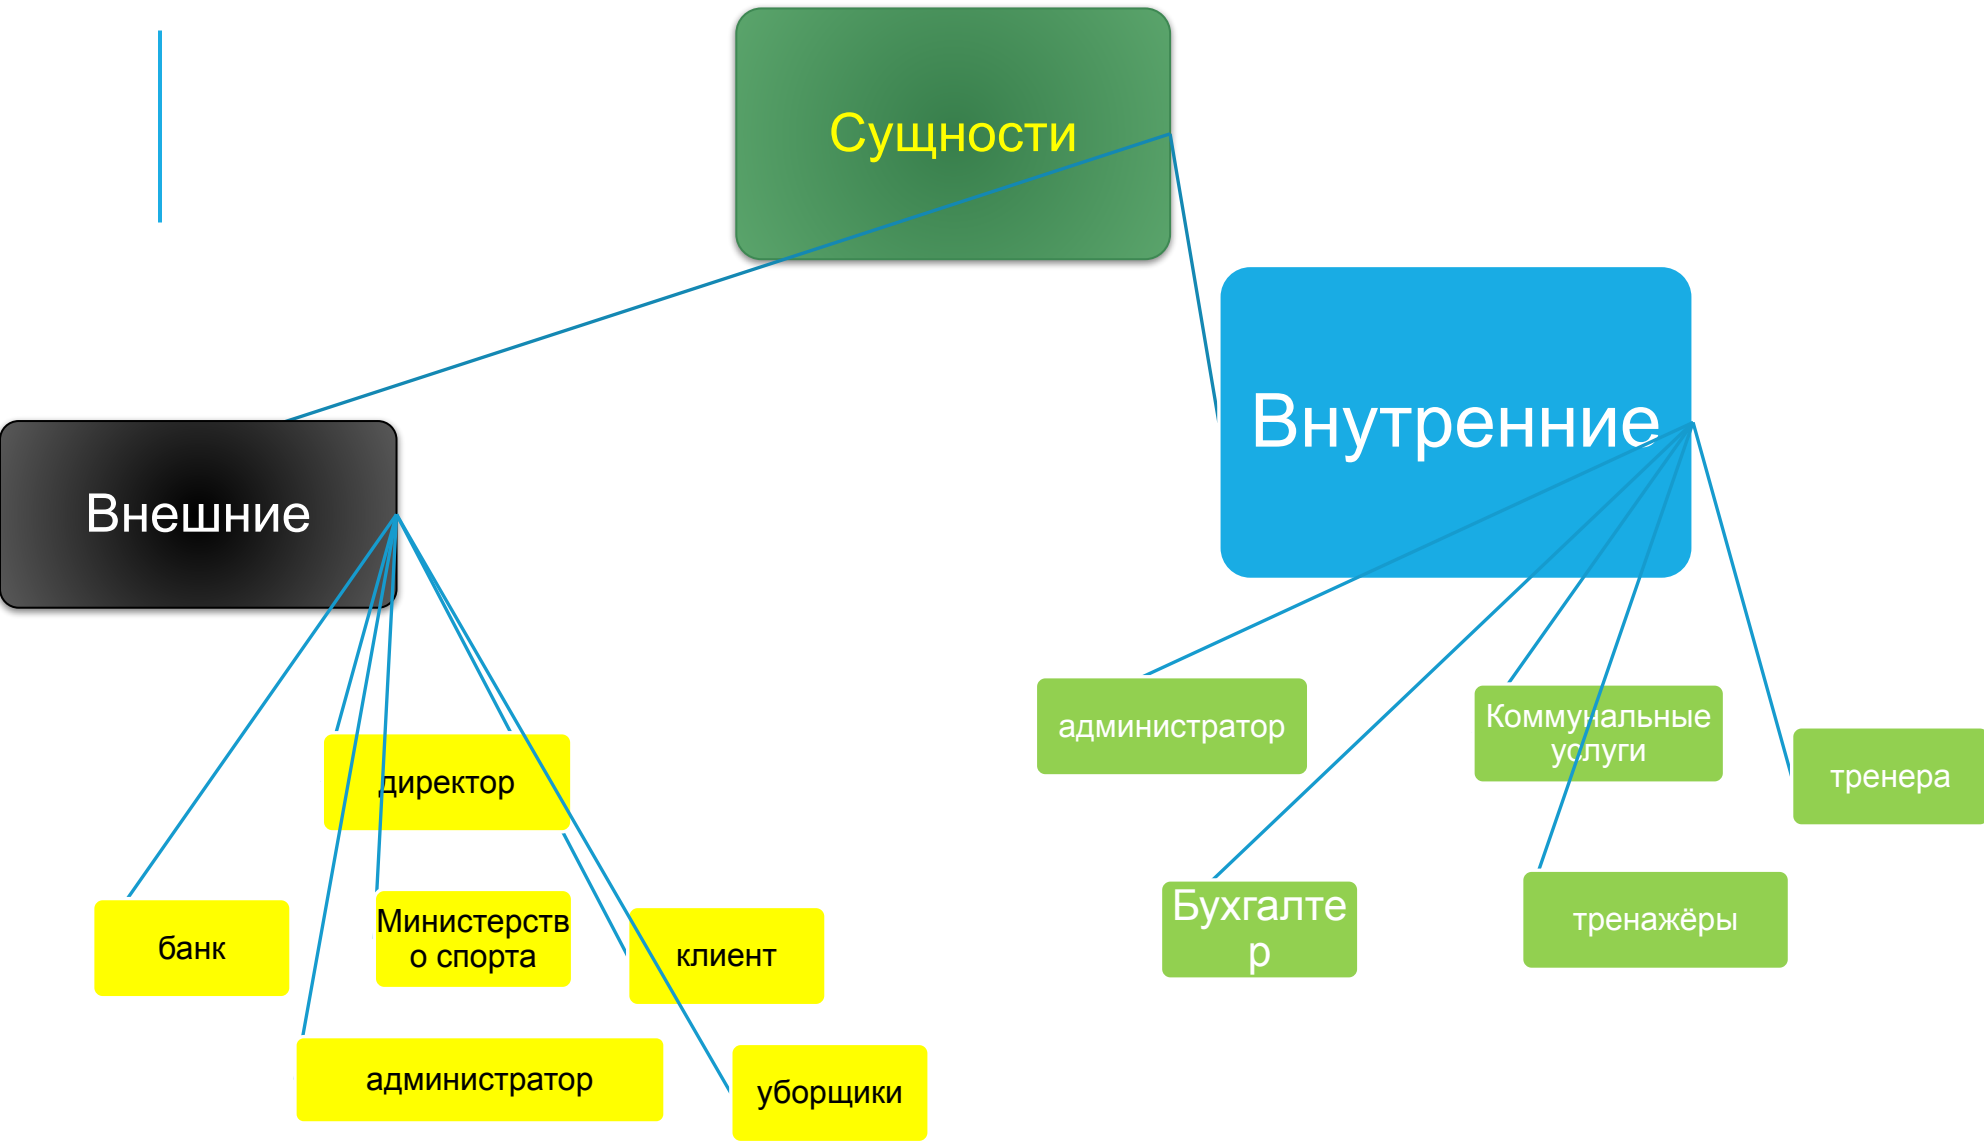 Сущности
Внутренние
Внешние
администратор
Коммунальные
услуги
тренера
директор
Бухгалте
р
тренажёры
банк
Министерств
о спорта
клиент
администратор
уборщики